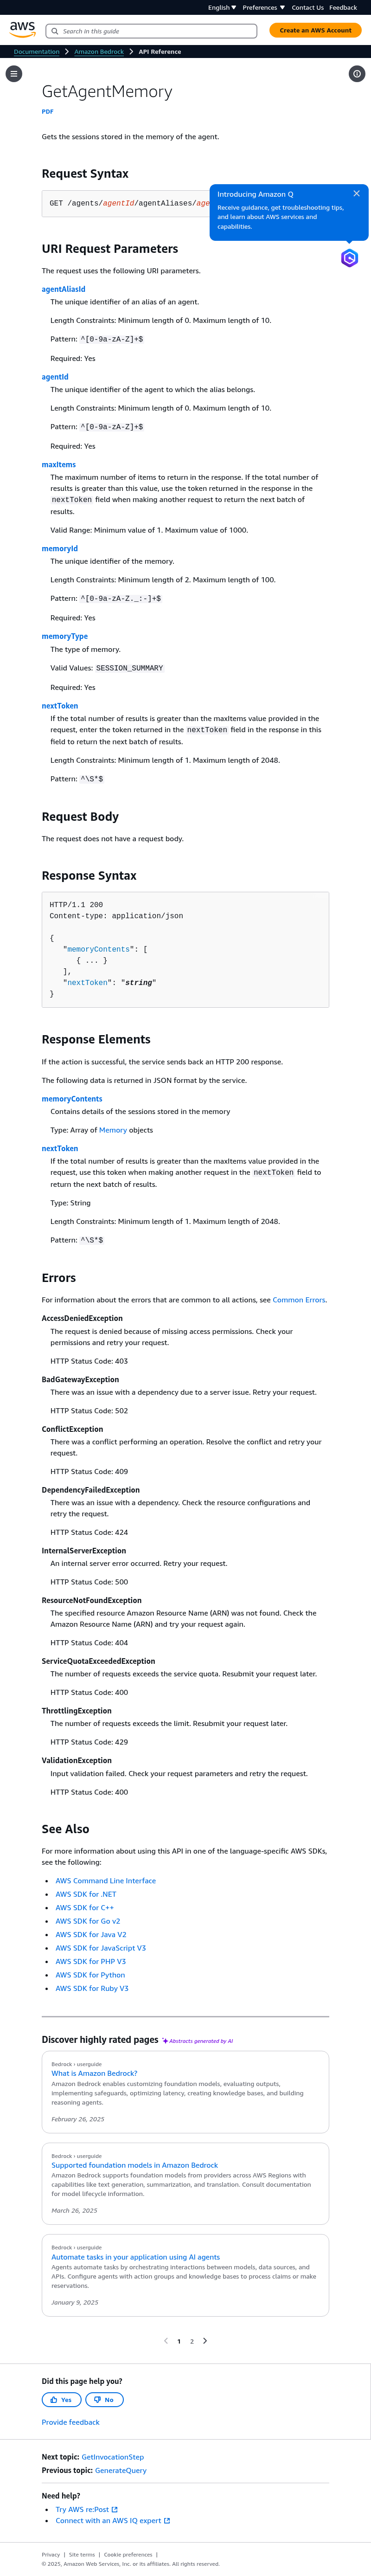 English Preferences Contact Us Feedback
aws
Search in this guide
Create an AWS Account
Documentation Amazon Bedrock API Reference
GetAgentMemory
PDF
Gets the sessions stored in the memory of the agent.
Request Syntax
GET /agents/agentId/agentAliases/age
Introducing Amazon Q
Receive guidance, get troubleshooting tips,
and learn about AWS services and
capabilities.
URI Request Parameters
The request uses the following URI parameters.
agentAliasId
The unique identifier of an alias of an agent.
Length Constraints: Minimum length of 0. Maximum length of 10.
Pattern: ^[0-9a-zA-Z]+$
Required: Yes
agentId
The unique identifier of the agent to which the alias belongs.
Length Constraints: Minimum length of 0. Maximum length of 10.
Pattern: ^[0-9a-zA-Z]+$
Required: Yes
maxItems
The maximum number of items to return in the response. If the total number of
results is greater than this value, use the token returned in the response in the
nextToken field when making another request to return the next batch of
results.
Valid Range: Minimum value of 1. Maximum value of 1000.
memoryId
The unique identifier of the memory.
Length Constraints: Minimum length of 2. Maximum length of 100.
Pattern: ^[0-9a-zA-Z._:-]+$
Required: Yes
memoryType
The type of memory.
Valid Values: SESSION_SUMMARY
Required: Yes
nextToken
If the total number of results is greater than the maxItems value provided in the
request, enter the token returned in the nextToken field in the response in this
field to return the next batch of results.
Length Constraints: Minimum length of 1. Maximum length of 2048.
Pattern: ^\S*$
Request Body
The request does not have a request body.
Response Syntax
HTTP/1.1 200
Content-type: application/json
{
"memoryContents": [
{ ... }
],
"nextToken": "string"
}
Response Elements
If the action is successful, the service sends back an HTTP 200 response.
The following data is returned in JSON format by the service.
memoryContents
Contains details of the sessions stored in the memory
Type: Array of Memory objects
nextToken
If the total number of results is greater than the maxItems value provided in the
request, use this token when making another request in the nextToken field to
return the next batch of results.
Type: String
Length Constraints: Minimum length of 1. Maximum length of 2048.
Pattern: ^\S*$
Errors
For information about the errors that are common to all actions, see Common Errors.
AccessDeniedException
The request is denied because of missing access permissions. Check your
permissions and retry your request.
HTTP Status Code: 403
BadGatewayException
There was an issue with a dependency due to a server issue. Retry your request.
HTTP Status Code: 502
ConflictException
There was a conflict performing an operation. Resolve the conflict and retry your
request.
HTTP Status Code: 409
DependencyFailedException
There was an issue with a dependency. Check the resource configurations and
retry the request.
HTTP Status Code: 424
InternalServerException
An internal server error occurred. Retry your request.
HTTP Status Code: 500
ResourceNotFoundException
The specified resource Amazon Resource Name (ARN) was not found. Check the
Amazon Resource Name (ARN) and try your request again.
HTTP Status Code: 404
ServiceQuotaExceededException
The number of requests exceeds the service quota. Resubmit your request later.
HTTP Status Code: 400
ThrottlingException
The number of requests exceeds the limit. Resubmit your request later.
HTTP Status Code: 429
ValidationException
Input validation failed. Check your request parameters and retry the request.
HTTP Status Code: 400
See Also
For more information about using this API in one of the language-specific AWS SDKs,
see the following:
AWS Command Line Interface
AWS SDK for .NET
AWS SDK for C++
AWS SDK for Go v2
AWS SDK for Java V2
AWS SDK for JavaScript V3
AWS SDK for PHP V3
AWS SDK for Python
AWS SDK for Ruby V3
Discover highly rated pages Abstracts generated by AI
Bedrock › userguide
What is Amazon Bedrock?
Amazon Bedrock enables customizing foundation models, evaluating outputs,
implementing safeguards, optimizing latency, creating knowledge bases, and building
reasoning agents.
February 26, 2025
Bedrock › userguide
Supported foundation models in Amazon Bedrock
Amazon Bedrock supports foundation models from providers across AWS Regions with
capabilities like text generation, summarization, and translation. Consult documentation
for model lifecycle information.
March 26, 2025
Bedrock › userguide
Automate tasks in your application using AI agents
Agents automate tasks by orchestrating interactions between models, data sources, and
APIs. Configure agents with action groups and knowledge bases to process claims or make
reservations.
January 9, 2025
1 2
Did this page help you?
Yes No
Provide feedback
Next topic: GetInvocationStep
Previous topic: GenerateQuery
Need help?
Try AWS re:Post
Connect with an AWS IQ expert
Privacy | Site terms | Cookie preferences |
© 2025, Amazon Web Services, Inc. or its affiliates. All rights reserved.